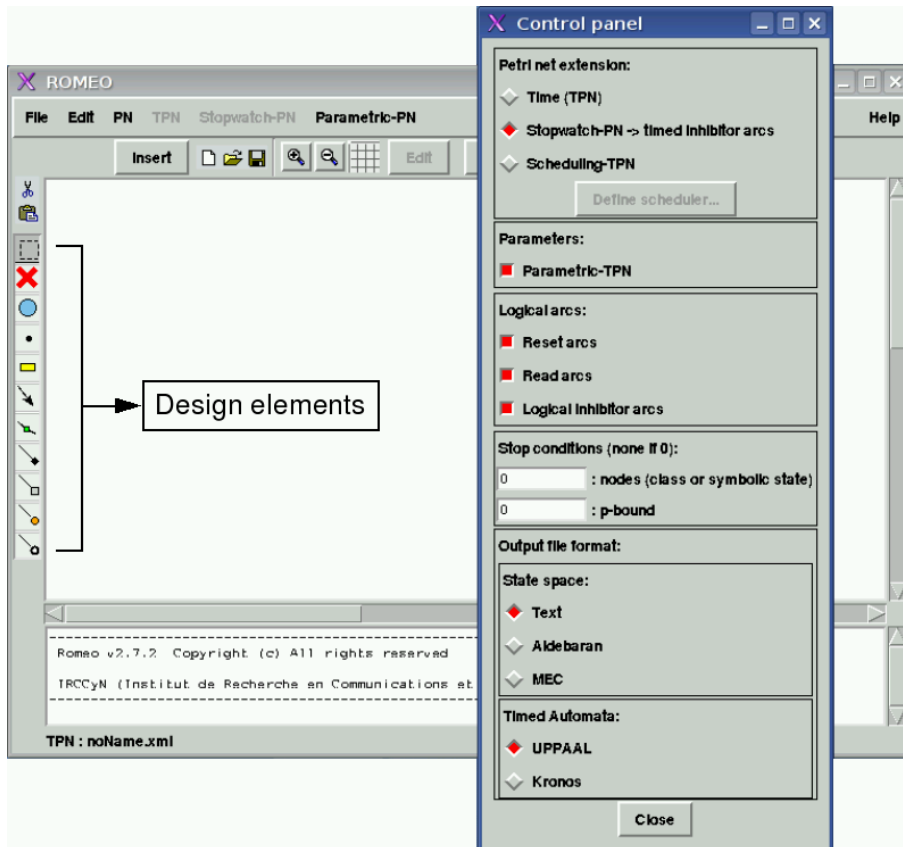 Control panel
ROMEO
File Edit PN TPN Stopwatch-PN Parametric-PN Help
Insert Edit
Design elements
Romeo v2.7.2 Copyright (c) All rights reserved
IRCCyN (Institut de Recherche en Communications et
TPN : noName.xml
Petri net extension:
Time (TPN)
Stopwatch-PN -> timed inhibitor arcs
Scheduling-TPN
Define scheduler...
Parameters:
Parametric-TPN
Logical arcs:
Reset arcs
Read arcs
Logical inhibitor arcs
Stop conditions (none if 0):
0 : nodes (class or symbolic state)
0 : p-bound
Output file format:
State space:
Text
Aldebaran
MEC
Timed Automata:
UPPAAL
Kronos
Close